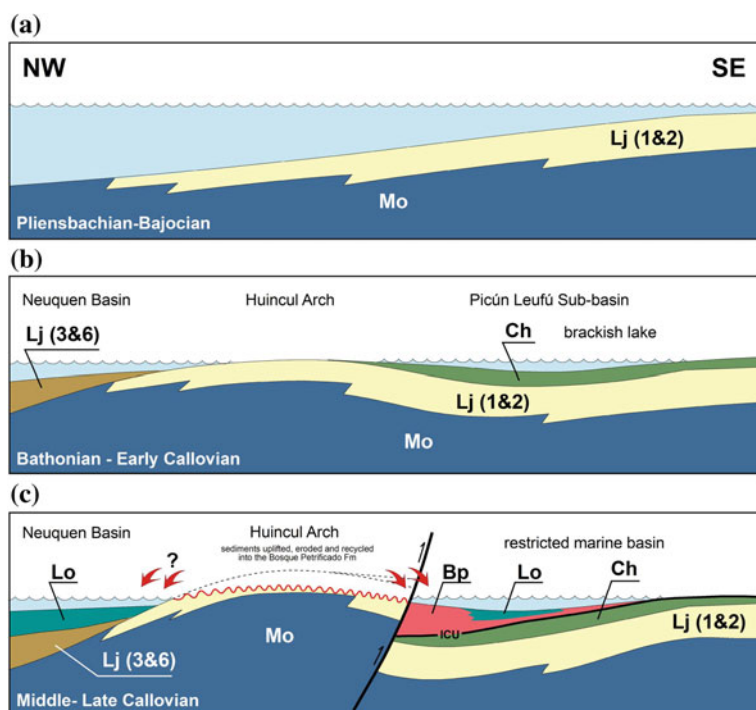 (a)
NW
SE
Lj (1&2)
Mo
Pliensbachian-Bajocian
(b)
Neuquen Basin
Huincul Arch
Picún Leufú Sub-basin
Lj (3&6)
Ch
brackish lake
Lj (1&2)
Mo
Bathonian - Early Callovian
(c)
Neuquen Basin
Huincul Arch
sediments uplifted, eroded and recycled
into the Bosque Petrificado Fm
restricted marine basin
?
Lo
Bp
Lo
Ch
ICU
Mo
Lj (1&2)
Lj (3&6)
Middle- Late Callovian